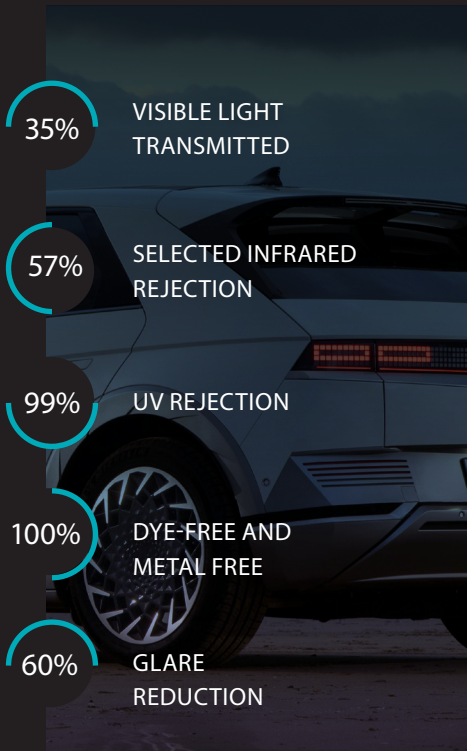 35%
VISIBLE LIGHT
TRANSMITTED
57%
SELECTED INFRARED
REJECTION
99%
UV REJECTION
100%
DYE-FREE AND
METAL FREE
60%
GLARE
REDUCTION